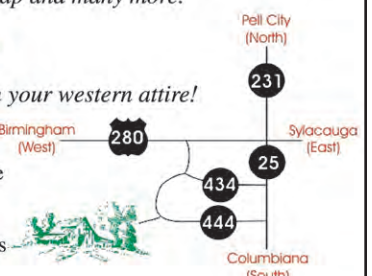 ap and many more!
Pell City
(North)
231
your western attire!
Birmingham
(West)
280
Sylacauga
(East)
25
434
444
Columbiana
(South)